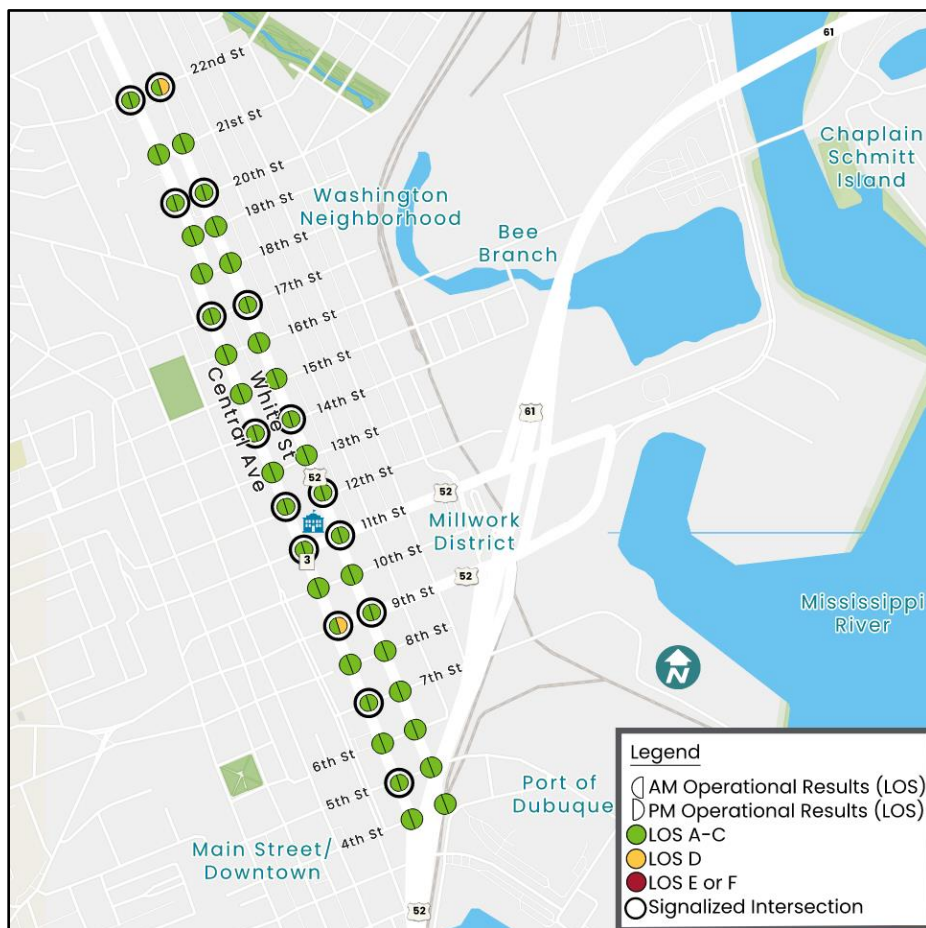 61
22nd St
21st St
Chaplain
Schmitt
Island
20th St
Washington
Neighborhood
19th St
Bee
Branch
18th St
17th St
16th St
15th St
Central Ave
White St
14th St
61
13th St
52
12th St
52
11th St
Millwork
District
3
10th St
52
9th St
Mississippi
River
8th St
N
7th St
Legend
6th St
AM Operational Results (LOS)
Port of
Dubuque
PM Operational Results (LOS)
5th St
LOS A-C
4th St
LOS D
Main Street/
Downtown
LOS E or F
Signalized Intersection
52